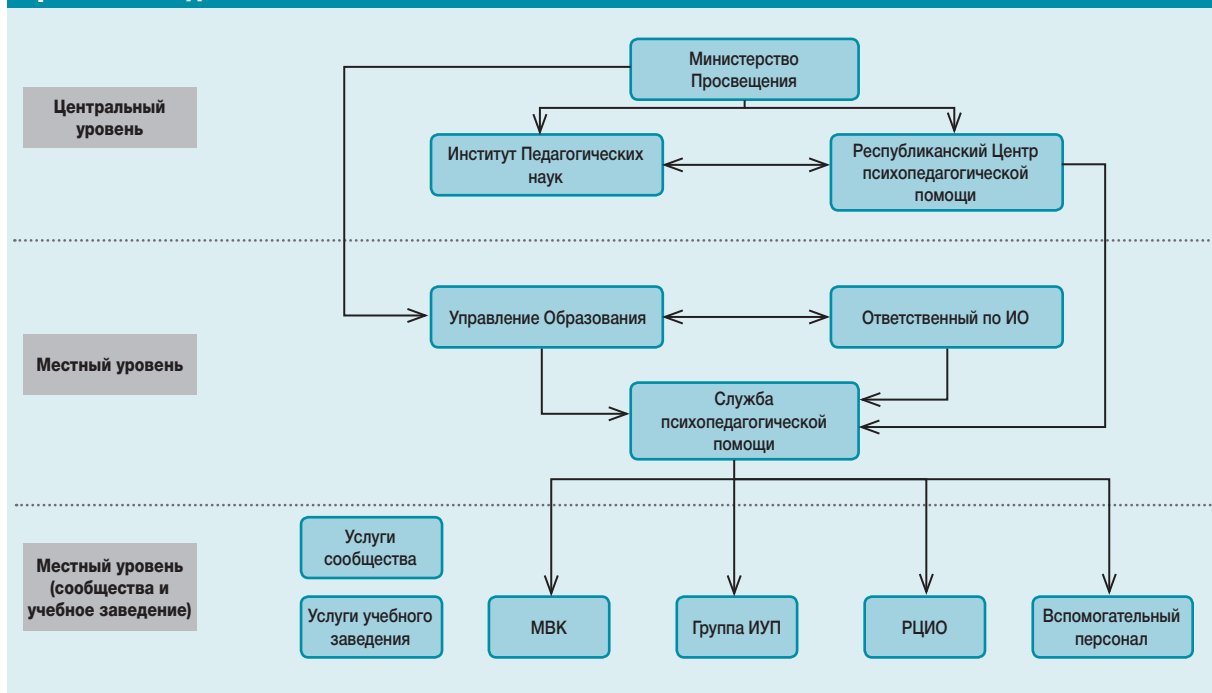 Министерство
Просвещения
Центральный
уровень
Институт Педагогических
наук
Республиканский Центр
психопедагогической
помощи
Управление Образования
Ответственный по ИО
Местный уровень
Служба
психопедагогической
помощи
Местный уровень
(сообщества и
учебное заведение)
Услуги
сообщества
Услуги учебного
заведения
МВК
Группа ИУП
РЦИО
Вспомогательный
персонал